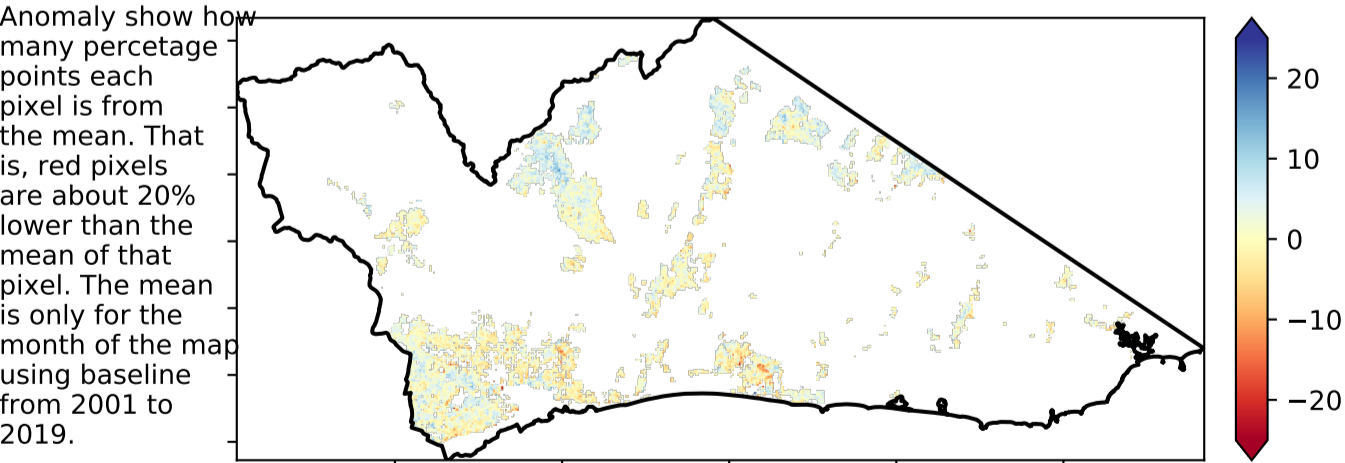 Anomaly show how
many percetage
points each
pixel is from
the mean. That
is, red pixels
are about 20%
lower than the
mean of that
pixel. The mean
is only for the
month of the map
using baseline
from 2001 to
2019.
20
10
0
−10
−20